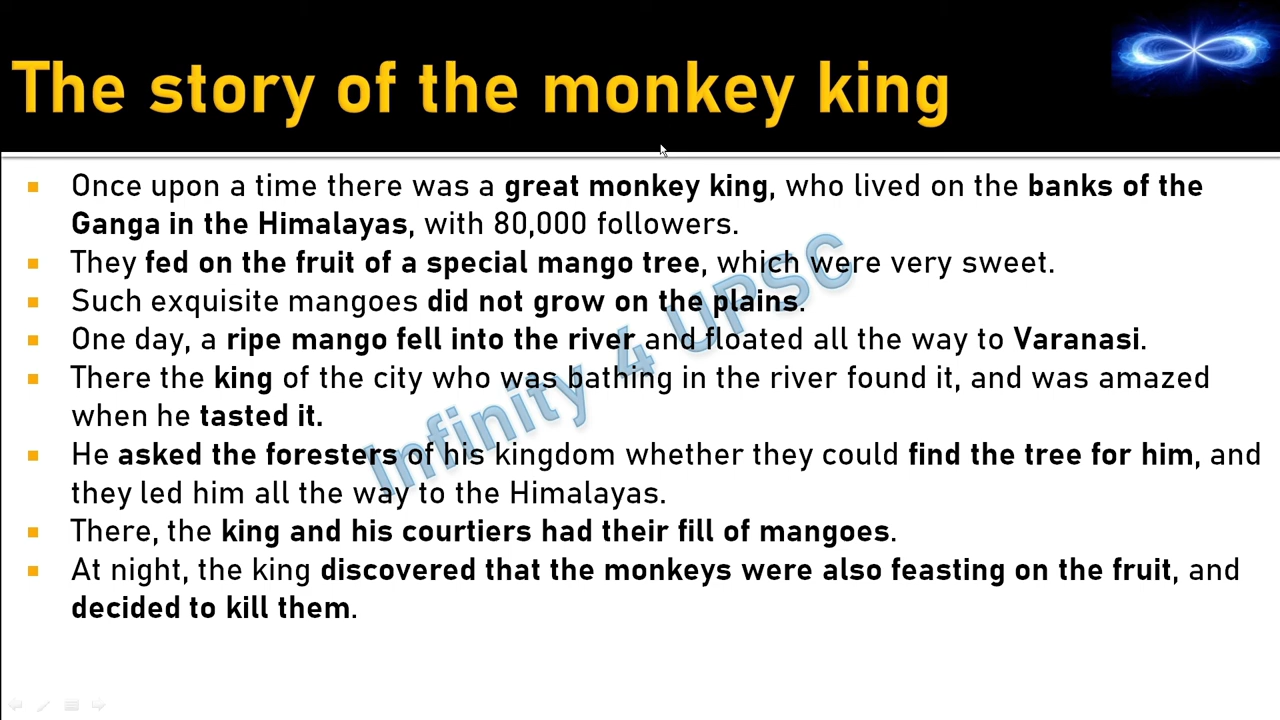 The story of the monkey king
Once upon a time there was a great monkey king, who lived on the banks of the
Ganga in the Himalayas, with 80,000 followers.
They fed on the fruit of a special mango tree, which were very sweet.
Such exquisite mangoes did not grow on the plains.
One day, a ripe mango fell into the river and floated all the way to Varanasi.
There the king of the city who was bathing in the river found it, and was amazed
when he tasted it.
He asked the foresters of his kingdom whether they could find the tree for him, and
they led him all the way to the Himalayas.
There, the king and his courtiers had their fill of mangoes.
At night, the king discovered that the monkeys were also feasting on the fruit, and
decided to kill them.
Infinity 4 UPSC